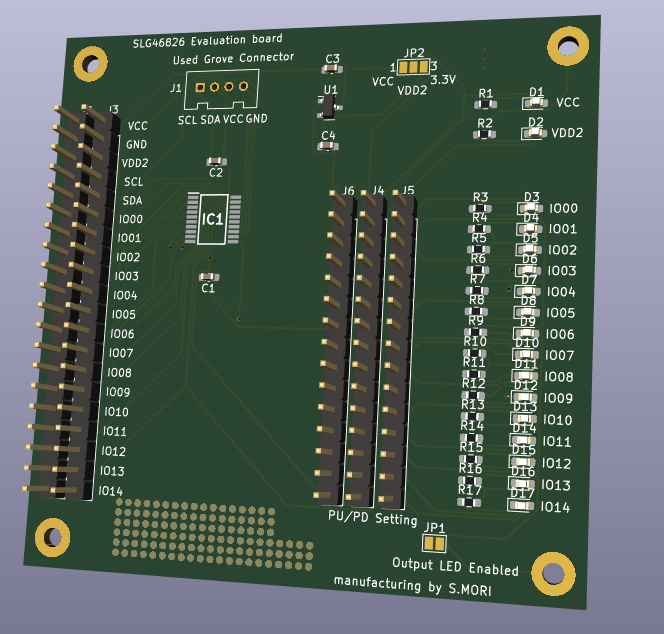 SLG46826 Evaluation board
Used Grove Connector
J1
SCL SDA VCC GND
C3
U1
C4
JP2
1 3
VCC 3.3V
VDD2
R1 D1 VCC
R2 D2 VDD2
J3
VCC
GND
VDD2
SCL
SDA
IO00
IO01
IO02
IO03
IO04
IO05
IO06
IO07
IO08
IO09
IO10
IO11
IO12
IO13
IO14
C2
IC1
C1
J6 J4 J5
R3 D3 IO00
R4 D4 IO01
R5 D5 IO02
R6 D6 IO03
R7 D7 IO04
R8 D8 IO05
R9 D9 IO06
R10 D10 IO07
R11 D11 IO08
R12 D12 IO09
R13 D13 IO10
R14 D14 IO11
R15 D15 IO12
R16 D16 IO13
R17 D17 IO14
PU/PD Setting
JP1
Output LED Enabled
manufacturing by S.MORI